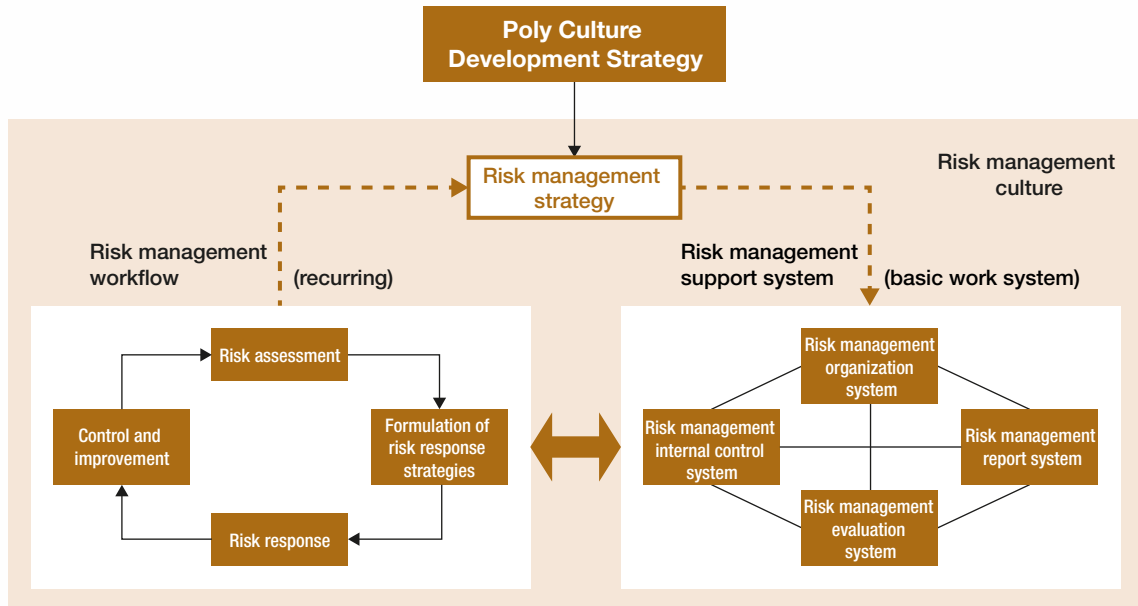 Poly Culture
Development Strategy
Risk management
strategy
Risk management
culture
Risk management
workflow
(recurring)
Risk management
support system
(basic work system)
Risk assessment
Control and
improvement
Formulation of
risk response
strategies
Risk response
Risk management
organization
system
Risk management
internal control
system
Risk management
report system
Risk management
evaluation
system